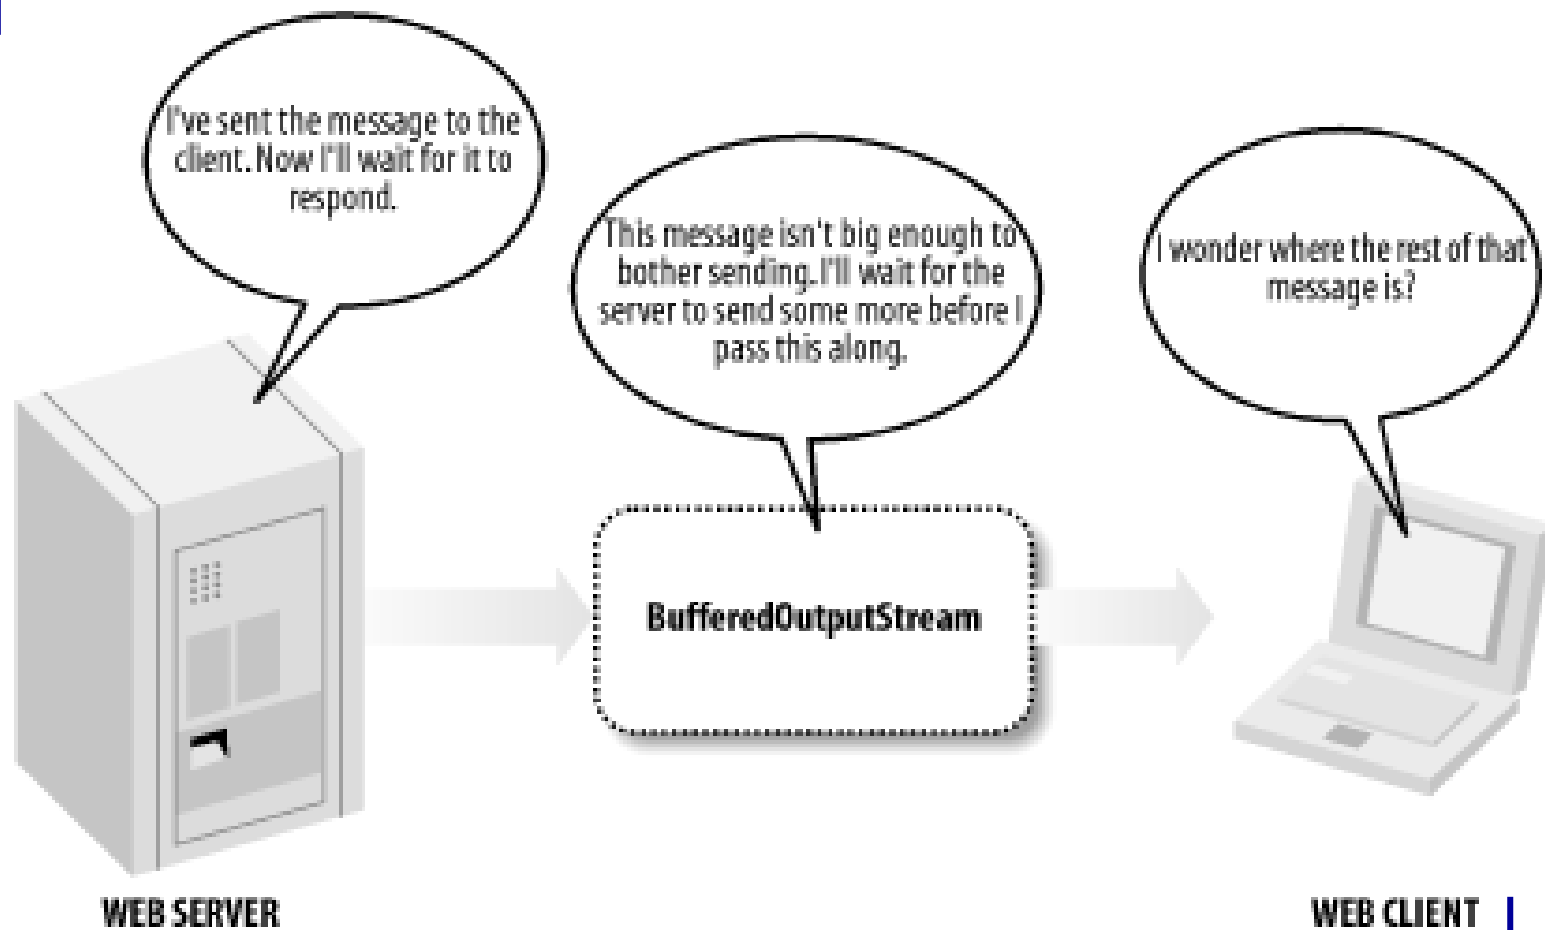 I've sent the message to the
client. Now I'll wait for it to
respond.
This message isn't big enough to
bother sending. I'll wait for the
server to send some more before I
pass this along.
I wonder where the rest of that
message is?
BufferedOutputStream
WEB SERVER
WEB CLIENT